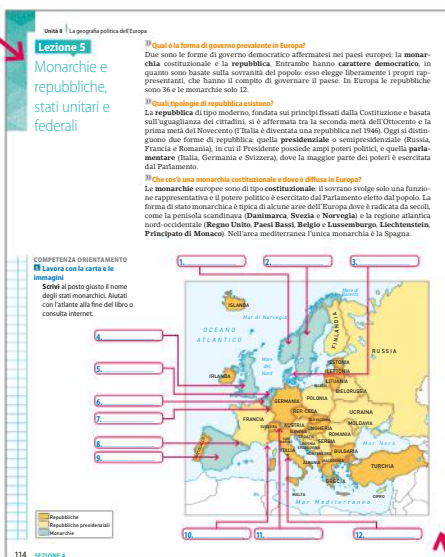 Unità 8 La geografia politica dell'Europa
Lezione 5
Monarchie e
repubbliche,
stati unitari e
federali
Qual è la forma di governo prevalente in Europa?
Due sono le forme di governo democratico affermatesi nei paesi europei: la monar-
chia costituzionale e la repubblica. Entrambe hanno carattere democratico, in
quanto sono basate sulla sovranità del popolo: esso elegge liberamente i propri rap-
presentanti, che hanno il compito di governare il paese. In Europa le repubbliche
sono 36 e le monarchie solo 12.
Quali tipologie di repubblica esistono?
La repubblica di tipo moderno, fondata sui principi fissati dalla Costituzione e basata
sull'uguaglianza dei cittadini, si è affermata tra la seconda metà dell'Ottocento e la
prima metà del Novecento (l'Italia è diventata una repubblica nel 1946). Oggi si distin-
guono due forme di repubblica: quella presidenziale o semipresidenziale (Russia,
Francia e Romania), in cui il Presidente possiede ampi poteri politici, e quella parla-
mentare (Italia, Germania e Svizzera), dove la maggior parte dei poteri è esercitata
dal Parlamento.
Che cos'è una monarchia costituzionale e dove è diffusa in Europa?
Le monarchie europee sono di tipo costituzionale: il sovrano svolge solo una funzio-
ne rappresentativa e il potere politico è esercitato dal Parlamento eletto dal popolo. La
forma di stato monarchica è tipica di alcune aree dell'Europa dove è radicata da secoli,
come la penisola scandinava (Danimarca, Svezia e Norvegia) e la regione atlantica
nord-occidentale (Regno Unito, Paesi Bassi, Belgio e Lussemburgo, Liechtenstein,
Principato di Monaco). Nell'area mediterranea l'unica monarchia è la Spagna.
COMPETENZA ORIENTAMENTO
1 Lavora con la carta e le
immagini
Scrivi al posto giusto il nome
degli stati monarchici. Aiutati
con l'atlante alla fine del libro o
consulta internet.
1.
2.
3.
Mare di
Barents
ISLANDA
Mar di Norvegia
FINLANDIA
OCEANO
ATLANTICO
RUSSIA
4.
Mare
del
Nord
ESTONIA
LETTONIA
5.
LITUANIA
IRLANDA
BIELORUSSIA
6.
GERMANIA
POLONIA
7.
REP. CECA
UCRAINA
FRANCIA
AUSTRIA
UNGHERIA
MOLDAVIA
8.
ROMANIA
SERBIA
9.
ITALIA
BULGARIA
Mar Nero
ALBANIA
TURCHIA
GRECIA
MALTA
Mar Mediterraneo
CIPRO
Repubbliche
Repubbliche presidenziali
Monarchie
10.
11.
12.
114 SEZIONE 4